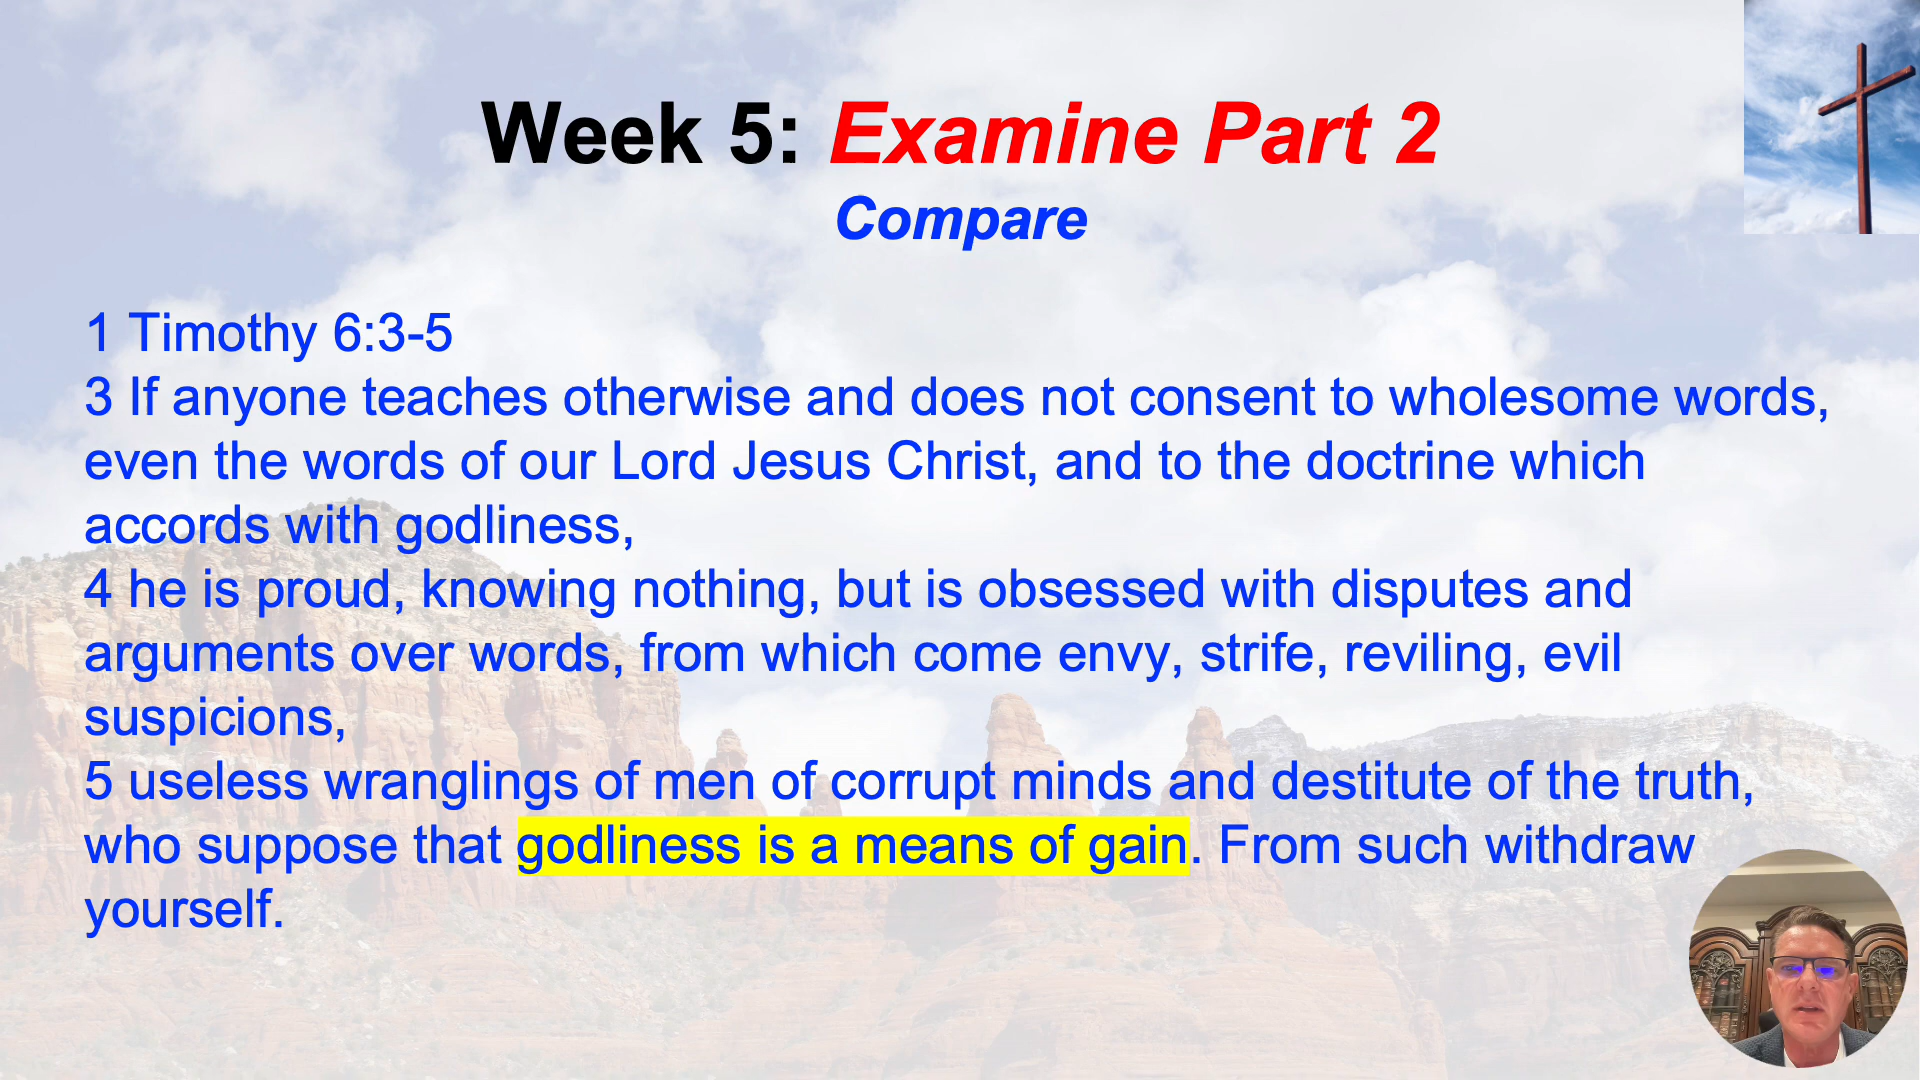 Week 5: Examine Part 2
Compare
1 Timothy 6:3-5
3 If anyone teaches otherwise and does not consent to wholesome words,
even the words of our Lord Jesus Christ, and to the doctrine which
accords with godliness,
4 he is proud, knowing nothing, but is obsessed with disputes and
arguments over words, from which come envy, strife, reviling, evil
suspicions,
5 useless wranglings of men of corrupt minds and destitute of the truth,
who suppose that godliness is a means of gain. From such withdraw
yourself.